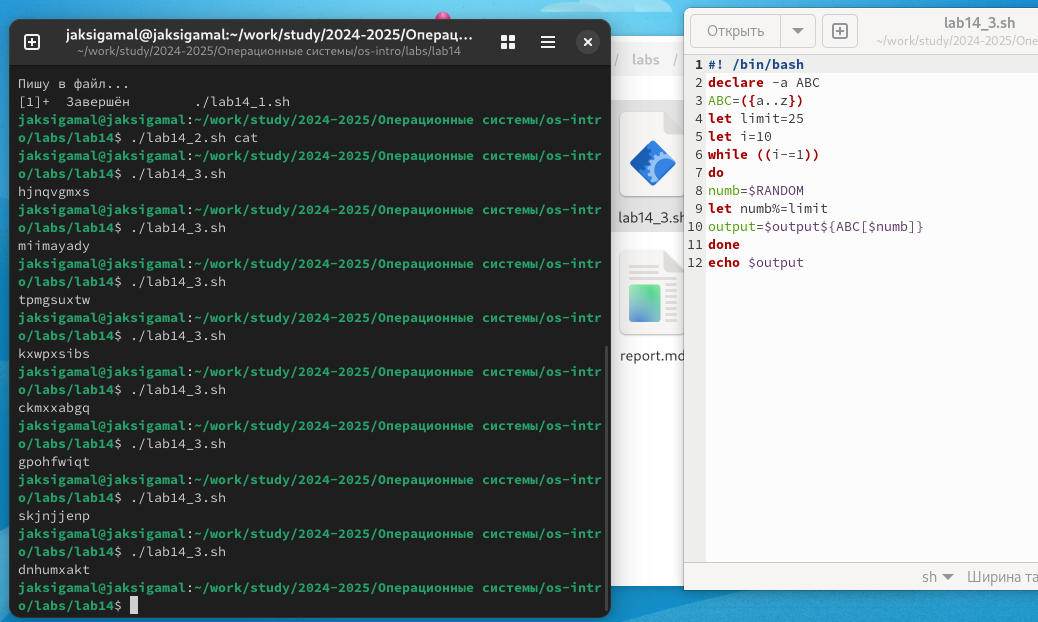 jaksigamal@jaksigamal:~/work/study/2024-2025/Операц...
~/work/study/2024-2025/Операционные системы/os-intro/labs/lab14
Пишу в файл...
[1]+  Завершён        ./lab14_1.sh
jaksigamal@jaksigamal:~/work/study/2024-2025/Операционные системы/os-intr
o/labs/lab14$ ./lab14_2.sh cat
jaksigamal@jaksigamal:~/work/study/2024-2025/Операционные системы/os-intr
o/labs/lab14$ ./lab14_3.sh
hjnqvgmxs
jaksigamal@jaksigamal:~/work/study/2024-2025/Операционные системы/os-intr
o/labs/lab14$ ./lab14_3.sh
miimayady
jaksigamal@jaksigamal:~/work/study/2024-2025/Операционные системы/os-intr
o/labs/lab14$ ./lab14_3.sh
tpmgsuxtw
jaksigamal@jaksigamal:~/work/study/2024-2025/Операционные системы/os-intr
o/labs/lab14$ ./lab14_3.sh
kxwpxsibs
jaksigamal@jaksigamal:~/work/study/2024-2025/Операционные системы/os-intr
o/labs/lab14$ ./lab14_3.sh
ckmxxabgq
jaksigamal@jaksigamal:~/work/study/2024-2025/Операционные системы/os-intr
o/labs/lab14$ ./lab14_3.sh
gpohfwiqt
jaksigamal@jaksigamal:~/work/study/2024-2025/Операционные системы/os-intr
o/labs/lab14$ ./lab14_3.sh
skjnjjenp
jaksigamal@jaksigamal:~/work/study/2024-2025/Операционные системы/os-intr
o/labs/lab14$ ./lab14_3.sh
dnhumxakt
jaksigamal@jaksigamal:~/work/study/2024-2025/Операционные системы/os-intr
o/labs/lab14$
/ labs /
lab14_3.sh
report.md
Открыть
lab14_3.sh
~/work/study/2024-2025/Опе
1 #! /bin/bash
2 declare -a ABC
3 ABC=({a..z})
4 let limit=25
5 let i=10
6 while ((i-=1))
7 do
8 numb=$RANDOM
9 let numb%=limit
10 output=$output${ABC[$numb]}
11 done
12 echo $output
sh
Ширина та